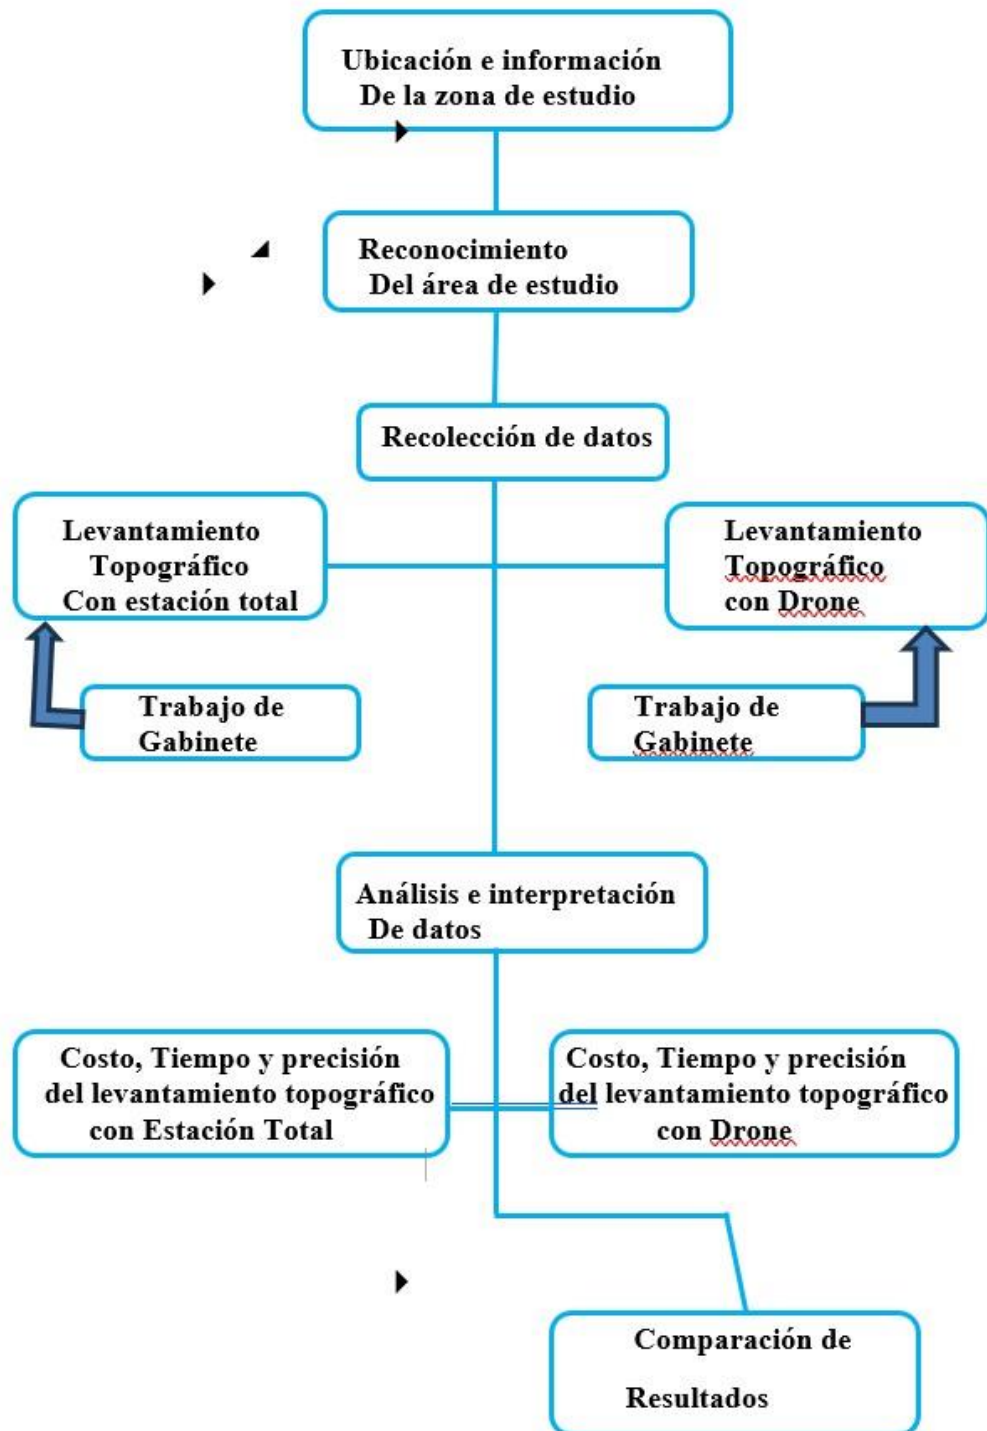 Ubicación e información
De la zona de estudio
Reconocimiento
Del área de estudio
Recolección de datos
Levantamiento
Topográfico
Con estación total
Levantamiento
Topográfico
con Drone
Trabajo de
Gabinete
Trabajo de
Gabinete
Análisis e interpretación
De datos
Costo, Tiempo y precisión
del levantamiento topográfico
con Estación Total
Costo, Tiempo y precisión
del levantamiento topográfico
con Drone
Comparación de
Resultados